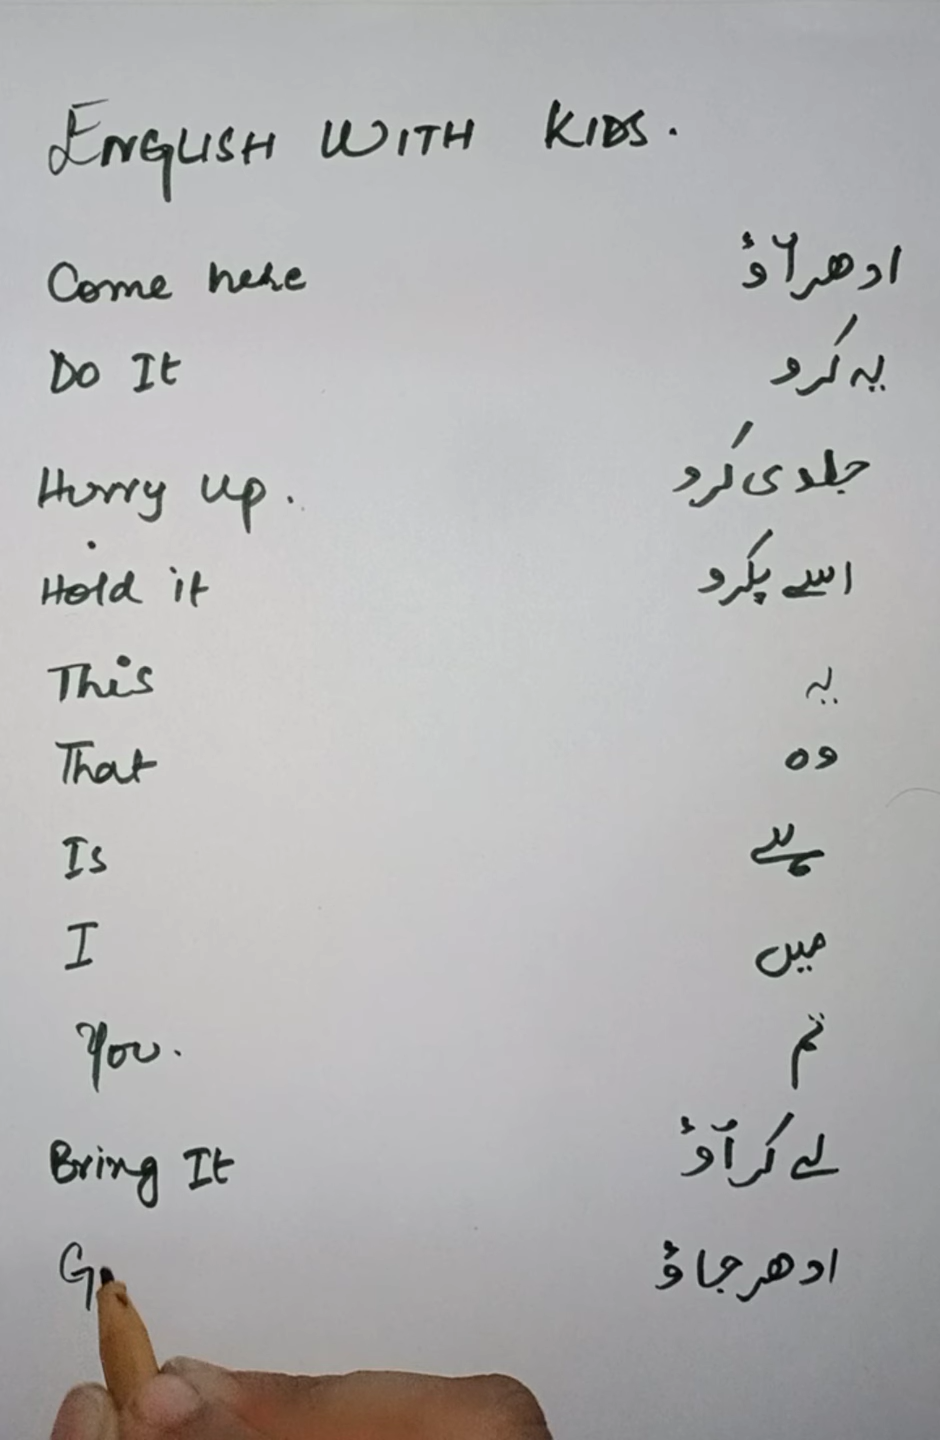 ENGLISH WITH KIDS.
Come here ادھر آؤ
Do It یہ کرو
Hurry up. جلدی کرو
Hold it اسے پکرو
This یہ
That وہ
Is ہے
I میں
You. تم
Bring It لے کر آؤ
G ادھر جاؤ